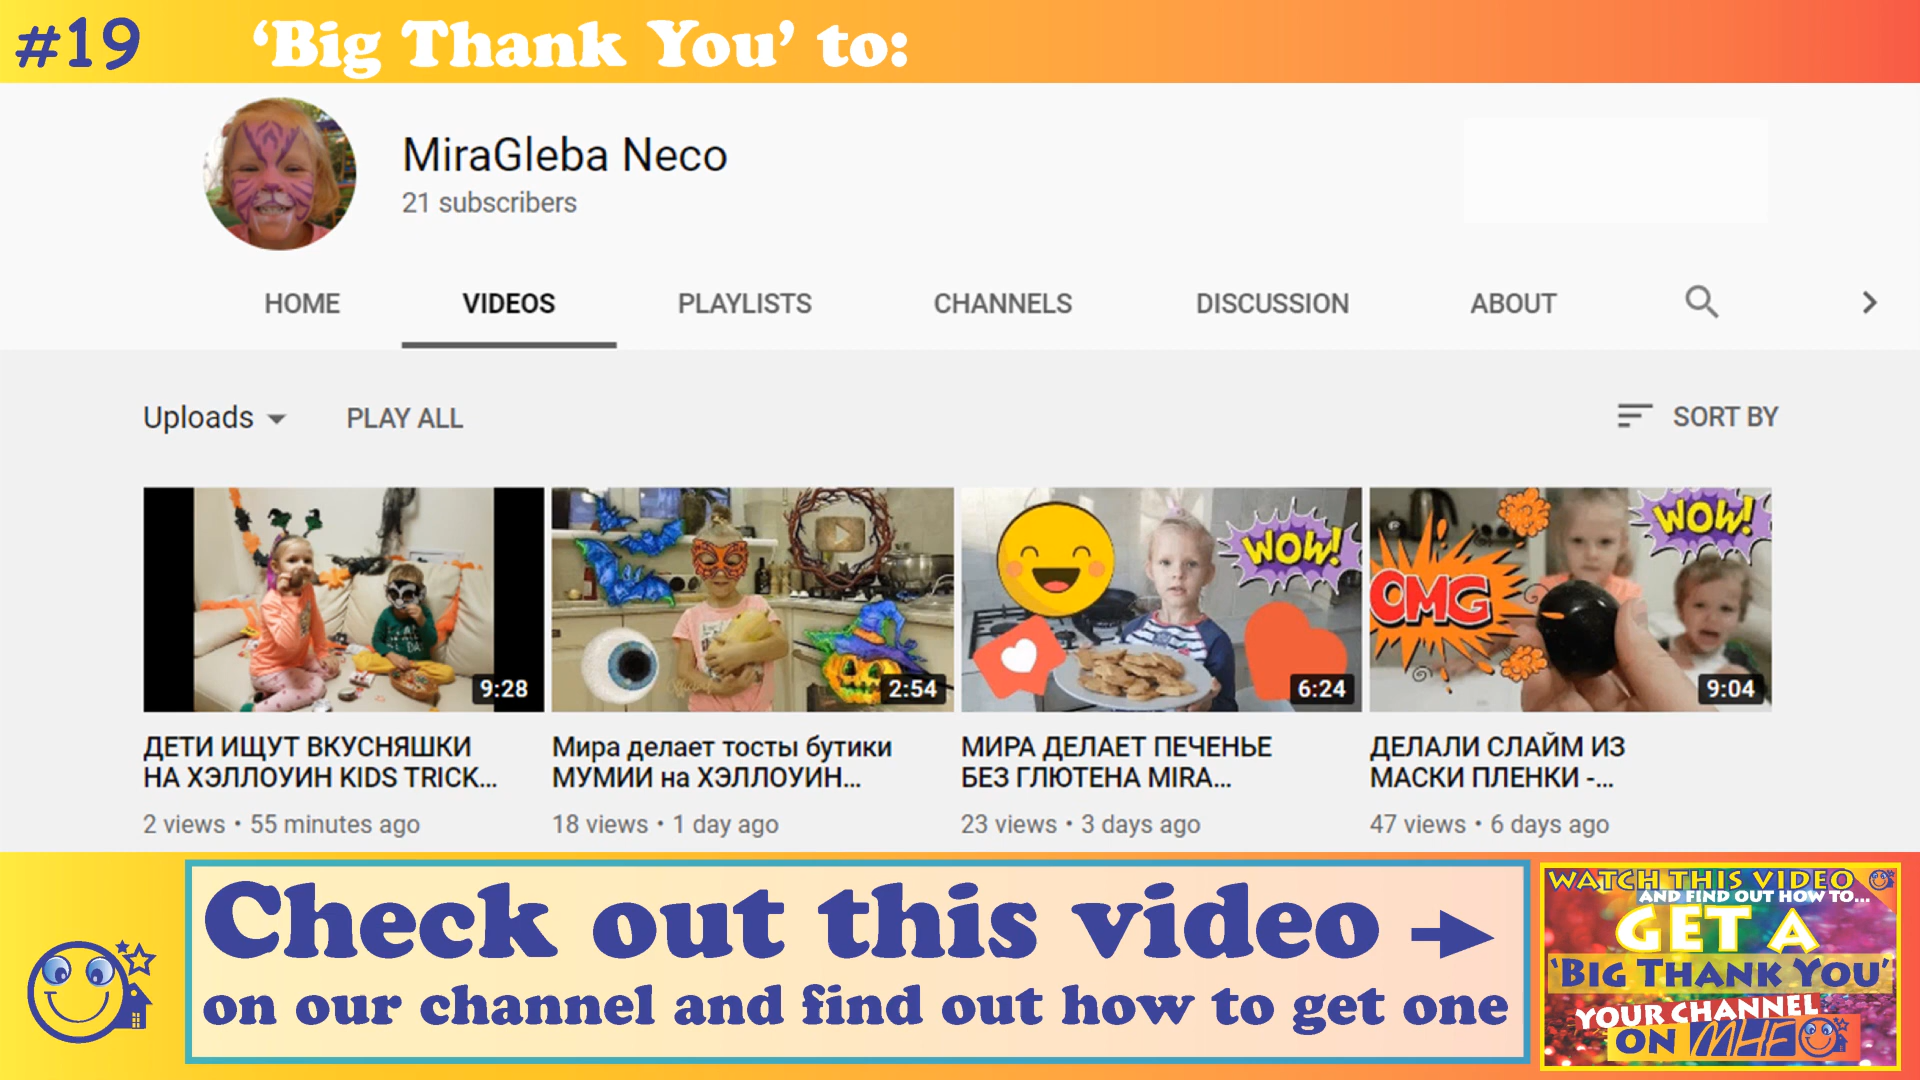 #19 ‘Big Thank You’ to:
MiraGleba Neco
21 subscribers
HOME VIDEOS PLAYLISTS CHANNELS DISCUSSION ABOUT
Uploads PLAY ALL SORT BY
9:28
2:54
WOW!
6:24
OMG
WOW!
9:04
ДЕТИ ИЩУТ ВКУСНЯШКИ
НА ХЭЛЛОУИН KIDS TRICK...
2 views • 55 minutes ago
Мира делает тосты бутики
МУМИИ на ХЭЛЛОУИН...
18 views • 1 day ago
МИРА ДЕЛАЕТ ПЕЧЕНЬЕ
БЕЗ ГЛЮТЕНА MIRA...
23 views • 3 days ago
ДЕЛАЛИ СЛАЙМ ИЗ
МАСКИ ПЛЕНКИ -...
47 views • 6 days ago
Check out this video
on our channel and find out how to get one
WATCH THIS VIDEO
AND FIND OUT HOW TO...
GET A
‘BIG THANK YOU’
YOUR CHANNEL
ON MHF